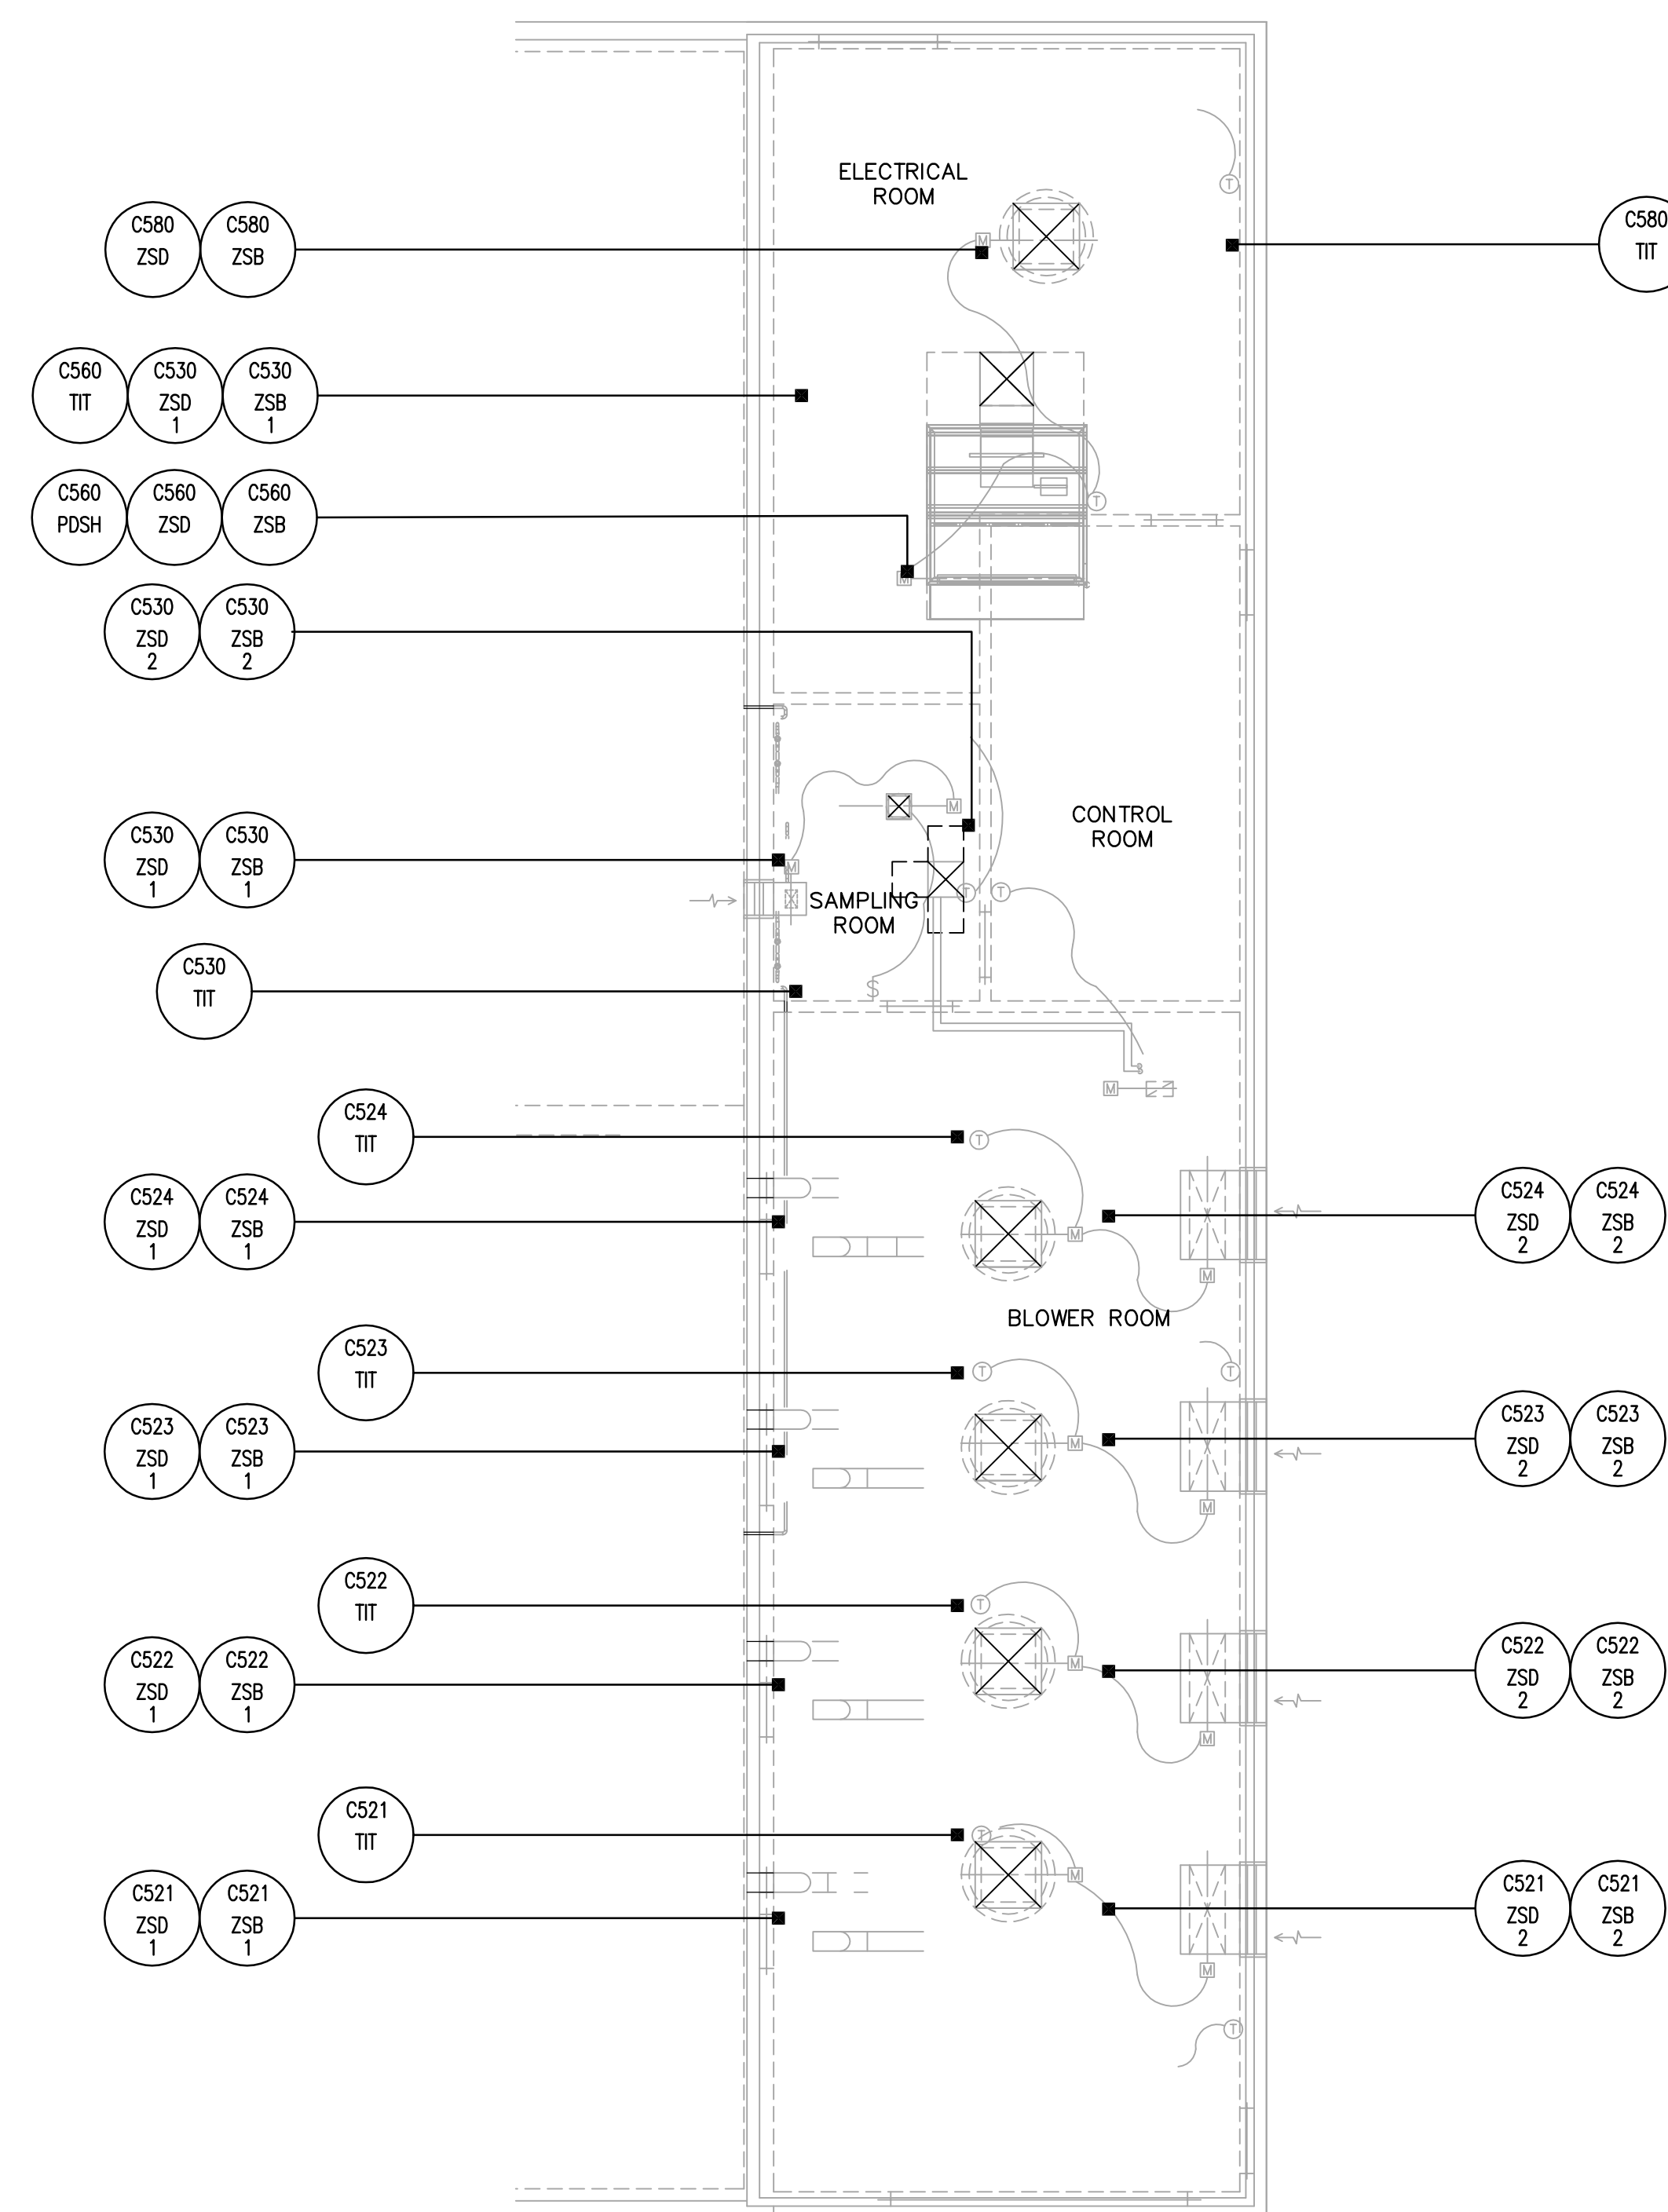 ELECTRICAL
ROOM
T
C580
ZSD
C580
ZSB
M
C580
TIT
C560
TIT
C530
ZSD
1
C530
ZSB
1
C560
PDSH
C560
ZSD
C560
ZSB
T
M
C530
ZSD
2
C530
ZSB
2
M
CONTROL
ROOM
C530
ZSD
1
C530
ZSB
1
M
T
T
SAMPLING
ROOM
C530
TIT
$
M
C524
TIT
T
C524
ZSD
1
C524
ZSB
1
M
C524
ZSD
2
C524
ZSB
2
M
BLOWER ROOM
C523
TIT
T
T
C523
ZSD
1
C523
ZSB
1
M
C523
ZSD
2
C523
ZSB
2
M
C522
TIT
T
C522
ZSD
1
C522
ZSB
1
M
C522
ZSD
2
C522
ZSB
2
M
C521
TIT
T
C521
ZSD
1
C521
ZSB
1
M
C521
ZSD
2
C521
ZSB
2
M
T